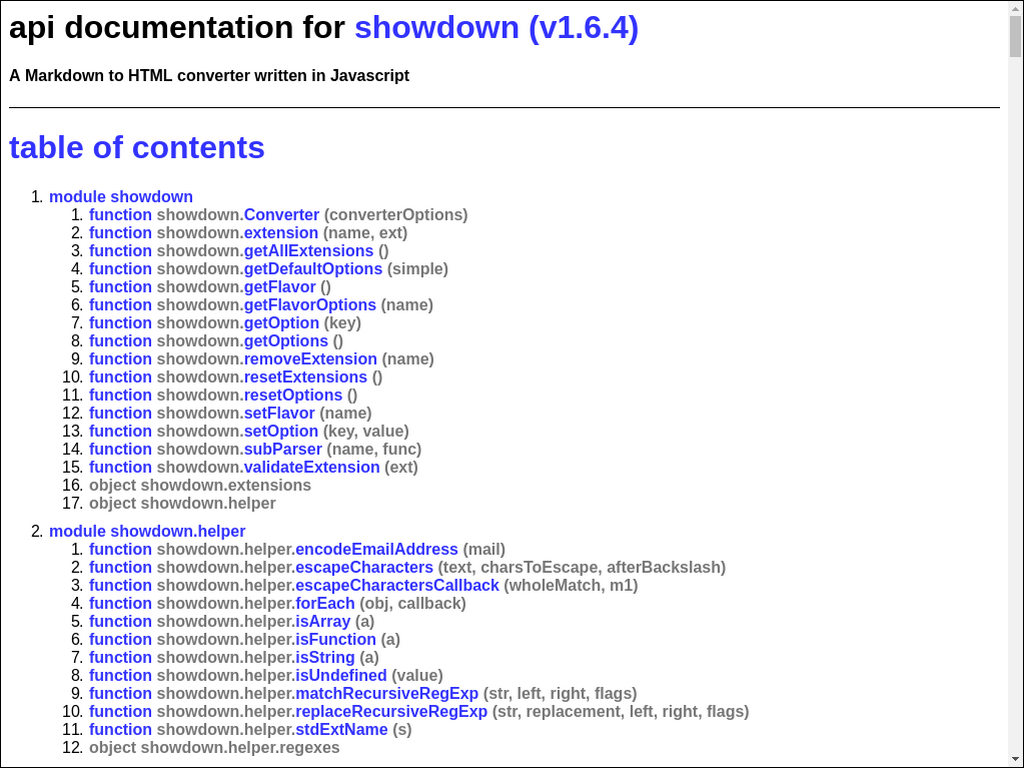 api documentation for showdown (v1.6.4)
A Markdown to HTML converter written in Javascript
table of contents
1. module showdown
1. function showdown.Converter (converterOptions)
2. function showdown.extension (name, ext)
3. function showdown.getAllExtensions ()
4. function showdown.getDefaultOptions (simple)
5. function showdown.getFlavor ()
6. function showdown.getFlavorOptions (name)
7. function showdown.getOption (key)
8. function showdown.getOptions ()
9. function showdown.removeExtension (name)
10. function showdown.resetExtensions ()
11. function showdown.resetOptions ()
12. function showdown.setFlavor (name)
13. function showdown.setOption (key, value)
14. function showdown.subParser (name, func)
15. function showdown.validateExtension (ext)
16. object showdown.extensions
17. object showdown.helper
2. module showdown.helper
1. function showdown.helper.encodeEmailAddress (mail)
2. function showdown.helper.escapeCharacters (text, charsToEscape, afterBackslash)
3. function showdown.helper.escapeCharactersCallback (wholeMatch, m1)
4. function showdown.helper.forEach (obj, callback)
5. function showdown.helper.isArray (a)
6. function showdown.helper.isFunction (a)
7. function showdown.helper.isString (a)
8. function showdown.helper.isUndefined (value)
9. function showdown.helper.matchRecursiveRegExp (str, left, right, flags)
10. function showdown.helper.replaceRecursiveRegExp (str, replacement, left, right, flags)
11. function showdown.helper.stdExtName (s)
12. object showdown.helper.regexes